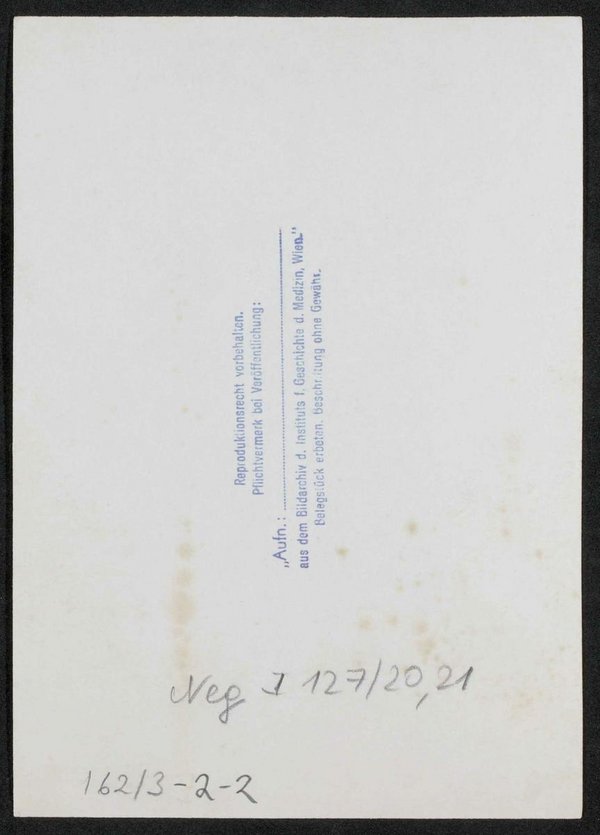 Reproduktionsrecht vorbehalten.
Pflichtvermerk bei Veröffentlichung:
„Aufn.:
aus dem Bildarchiv d. Instituts f. Geschichte d. Medizin, Wien."
Belegstück erbeten. Beschriftung ohne Gewähr.
Neg I 127/20,21
162/3-2-2